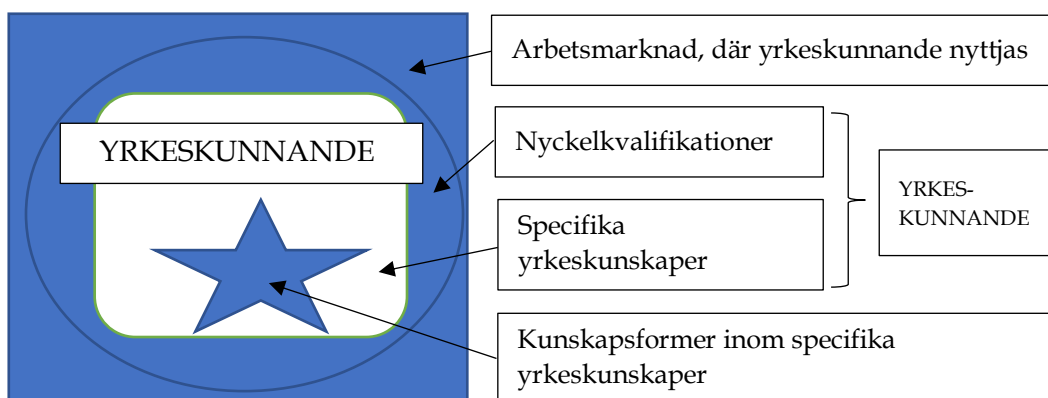 Arbetsmarknad, där yrkeskunnande nyttjas
YRKESKUNNANDE
Nyckelkvalifikationer
YRKES-
KUNNANDE
Specifika
yrkeskunskaper
Kunskapsformer inom specifika
yrkeskunskaper